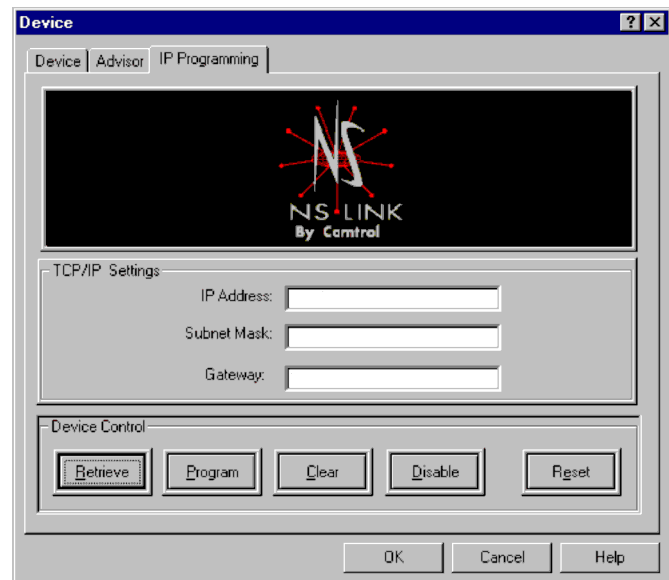 Device
Device Advisor IP Programming
NS
NS LINK
By Comtrol
TCP/IP Settings
IP Address:
Subnet Mask:
Gateway:
Device Control
Retrieve Program Clear Disable Reset
OK Cancel Help